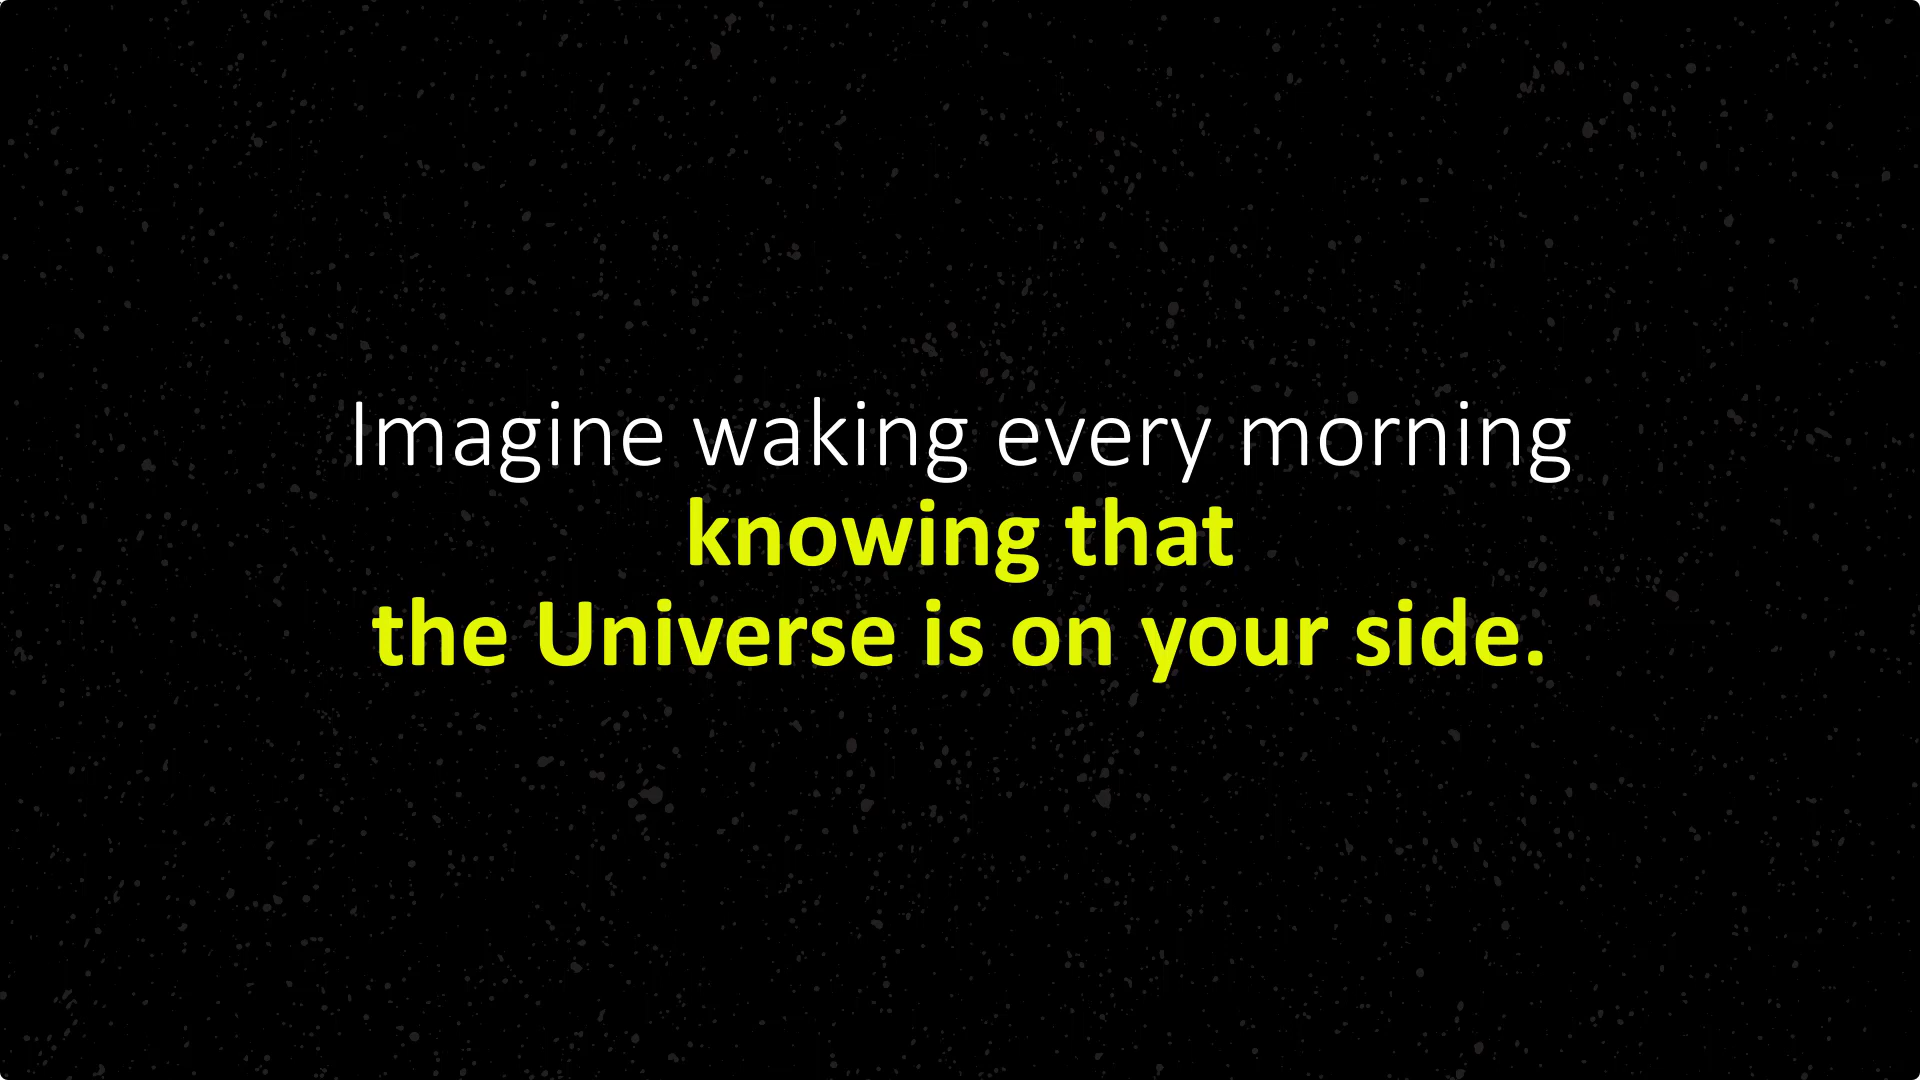 Imagine waking every morning
knowing that
the Universe is on your side.